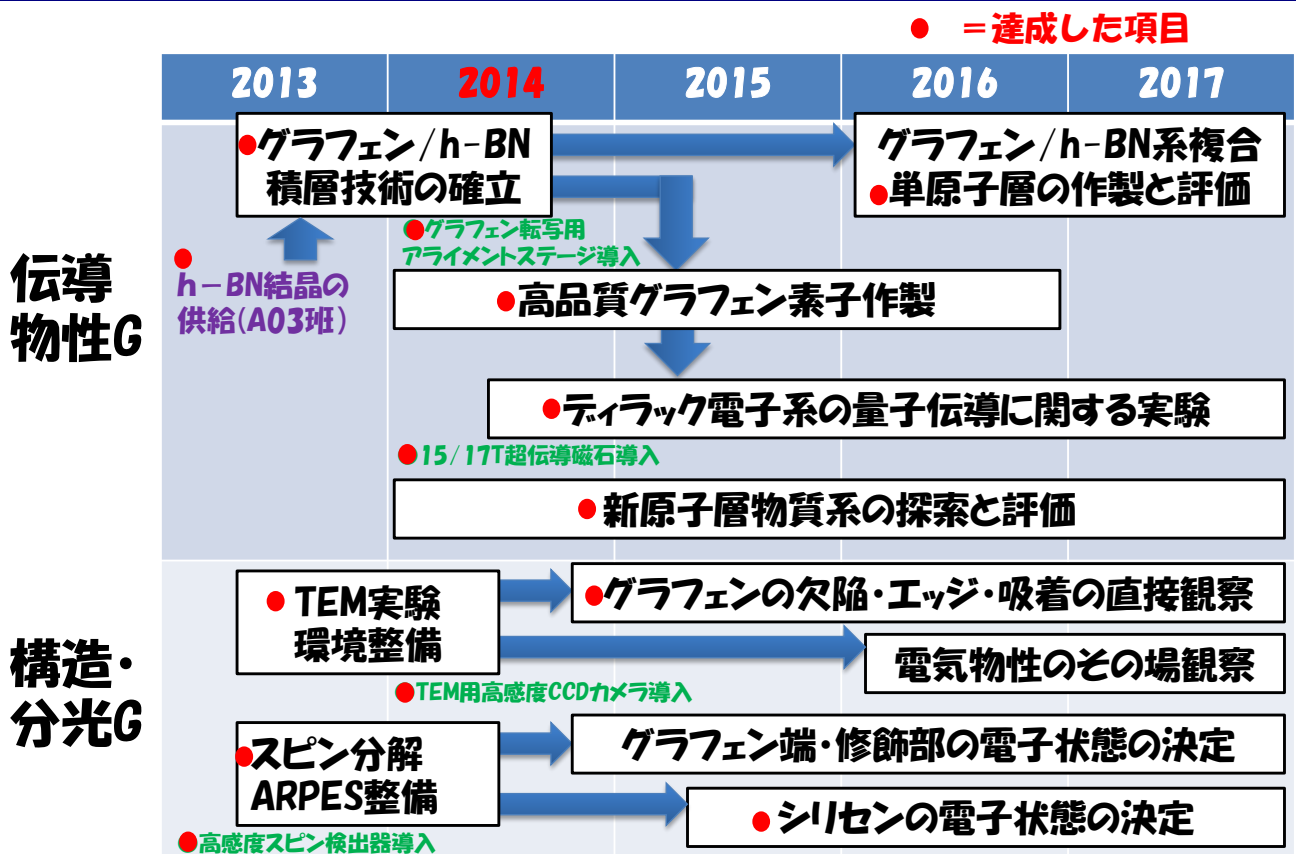 ● =達成した項目
2013 2014 2015 2016 2017
伝導
物性G
●グラフェン/h-BN
積層技術の確立
グラフェン/h-BN系複合
●単原子層の作製と評価
●
h-BN結晶の
供給(A03班)
●グラフェン転写用
アライメントステージ導入
●高品質グラフェン素子作製
●ディラック電子系の量子伝導に関する実験
●15/17T超伝導磁石導入
●新原子層物質系の探索と評価
構造・
分光G
●TEM実験
環境整備
●グラフェンの欠陥・エッジ・吸着の直接観察
電気物性のその場観察
●TEM用高感度CCDカメラ導入
●スピン分解
ARPES整備
グラフェン端・修飾部の電子状態の決定
●シリセンの電子状態の決定
●高感度スピン検出器導入